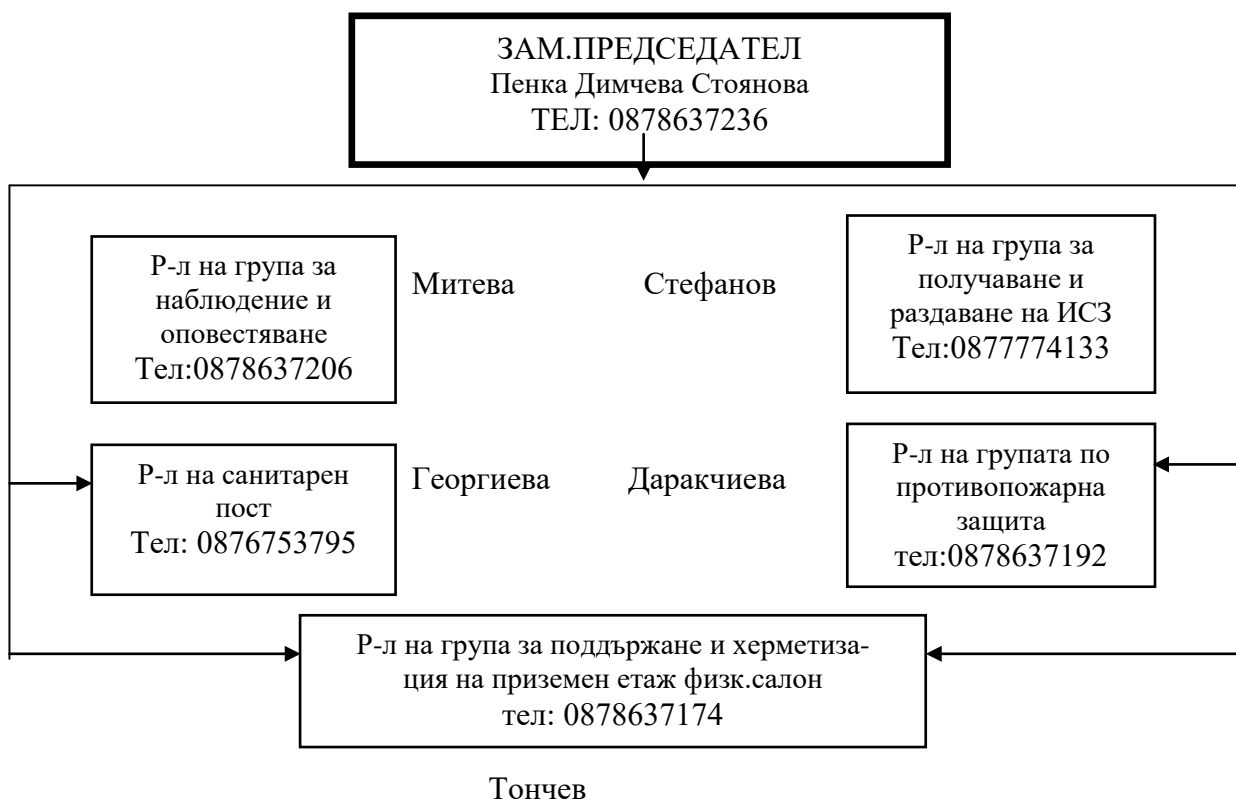 ЗАМ.ПРЕДСЕДАТЕЛ
Пенка Димчева Стоянова
ТЕЛ: 0878637236
Р-л на група за
наблюдение и
оповестяване
Тел:0878637206
Митева
Стефанов
Р-л на група за
получаване и
раздаване на ИСЗ
Тел:0877774133
Р-л на санитарен
пост
Тел: 0876753795
Георгиева
Даракчиева
Р-л на групата по
противопожарна
защита
тел:0878637192
Р-л на група за поддържане и херметиза-
ция на приземен етаж физк.салон
тел: 0878637174
Тончев